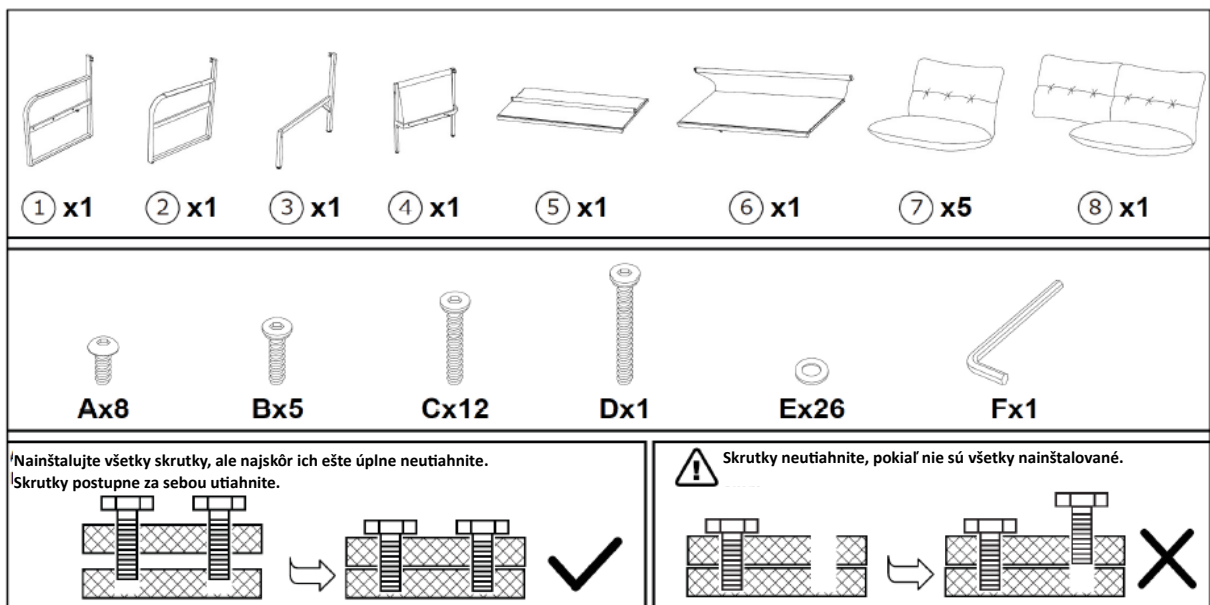 1 x1 2 x1 3 x1 4 x1 5 x1 6 x1 7 x5 8 x1
Ax8 Bx5 Cx12 Dx1 Ex26 Fx1
Nainštalujte všetky skrutky, ale najskôr ich ešte úplne neutiahnite.
Skrutky postupne za sebou utiahnite.
Skrutky neutiahnite, pokiaľ nie sú všetky nainštalované.